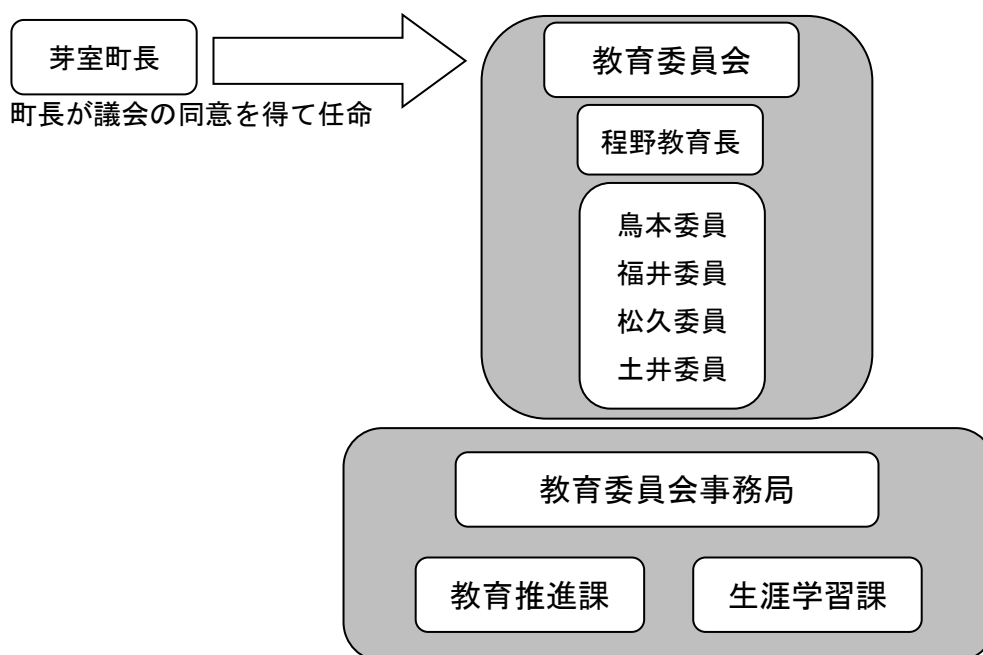 芽室町長
町長が議会の同意を得て任命
教育委員会
程野教育長
鳥本委員
福井委員
松久委員
土井委員
教育委員会事務局
教育推進課
生涯学習課